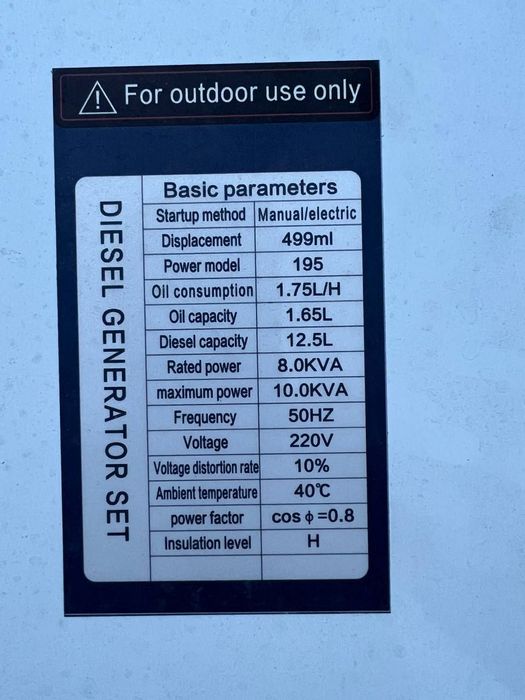 For outdoor use only
DIESEL GENERATOR SET
Basic parameters
Startup method Manual/electric
Displacement 499ml
Power model 195
Oil consumption 1.75L/H
Oil capacity 1.65L
Diesel capacity 12.5L
Rated power 8.0KVA
maximum power 10.0KVA
Frequency 50HZ
Voltage 220V
Voltage distortion rate 10%
Ambient temperature 40℃
power factor cos ϕ=0.8
Insulation level H